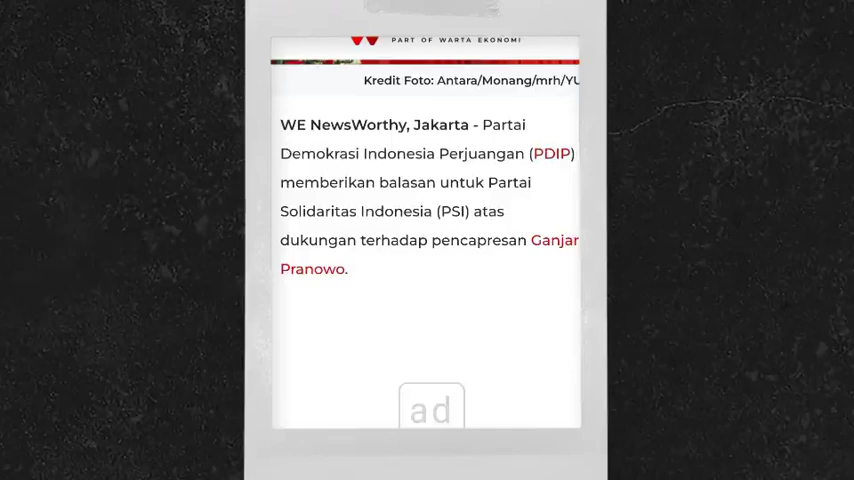 PART OF WARTA EKONOMI
Kredit Foto: Antara/Monang/mrh/YU
WE NewsWorthy, Jakarta - Partai
Demokrasi Indonesia Perjuangan (PDIP)
memberikan balasan untuk Partai
Solidaritas Indonesia (PSI) atas
dukungan terhadap pencapresan Ganjar
Pranowo.
ad